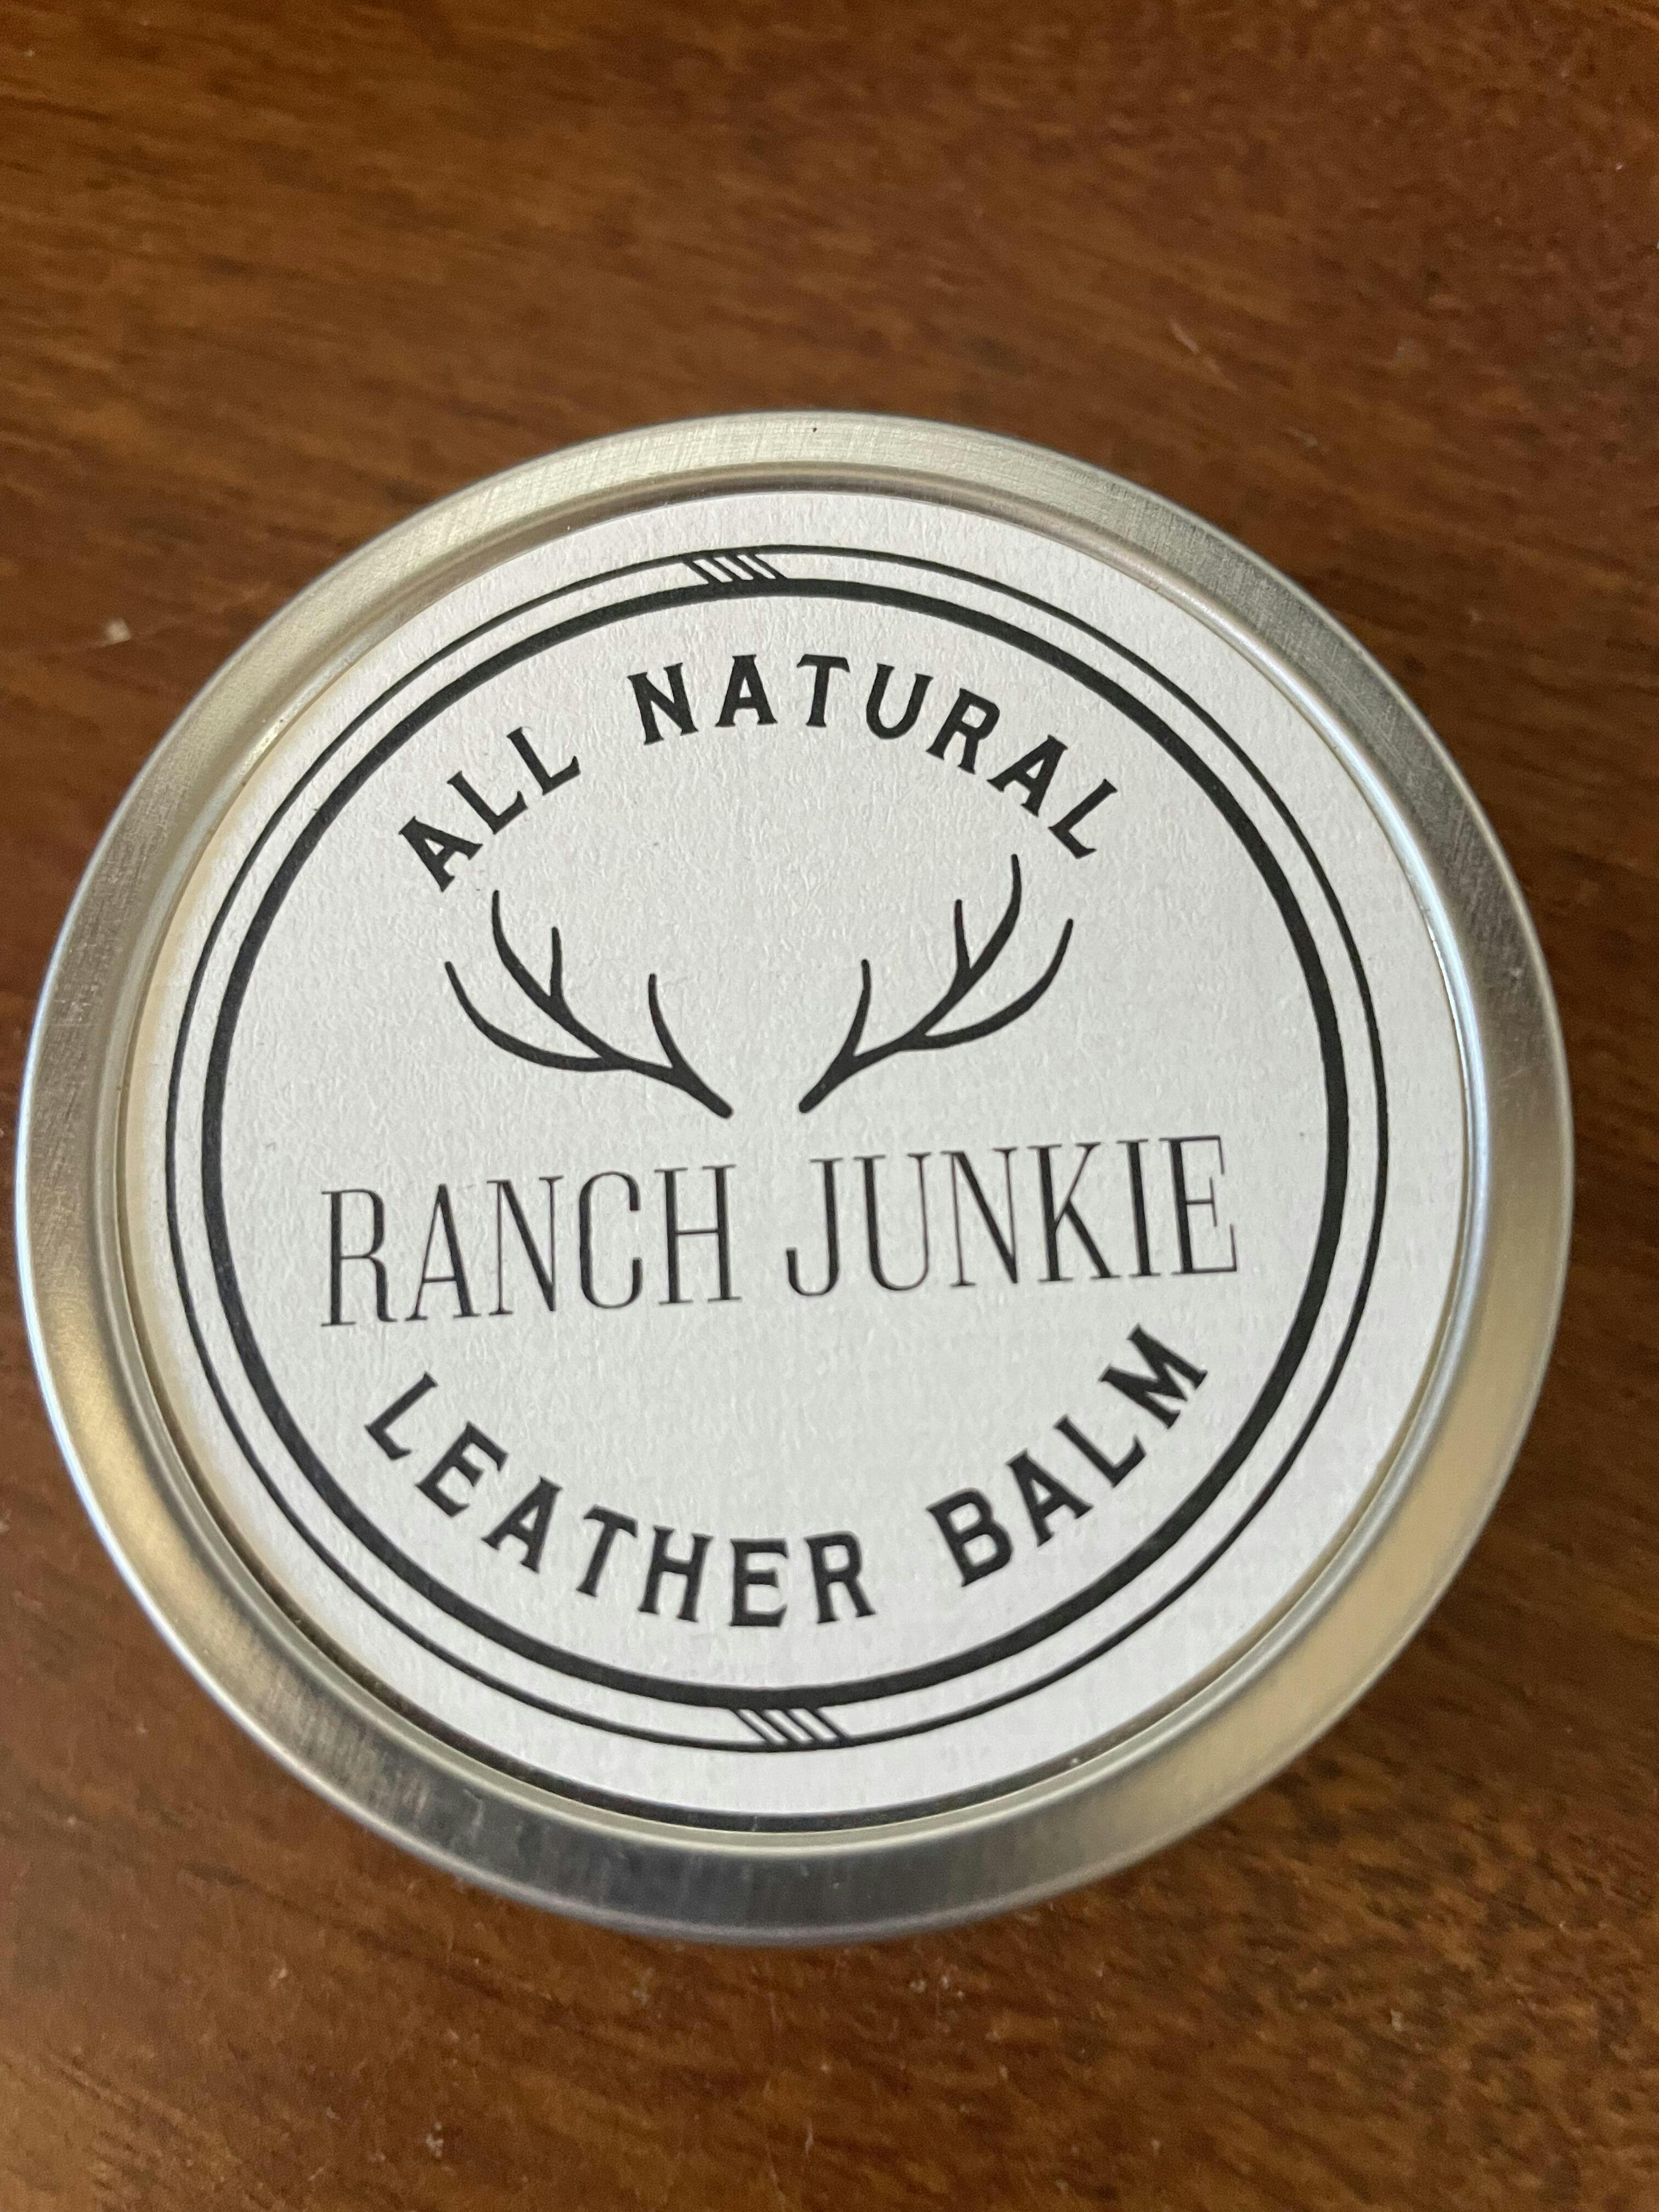 ALL NATURAL
RANCH JUNKIE
LEATHER BALM